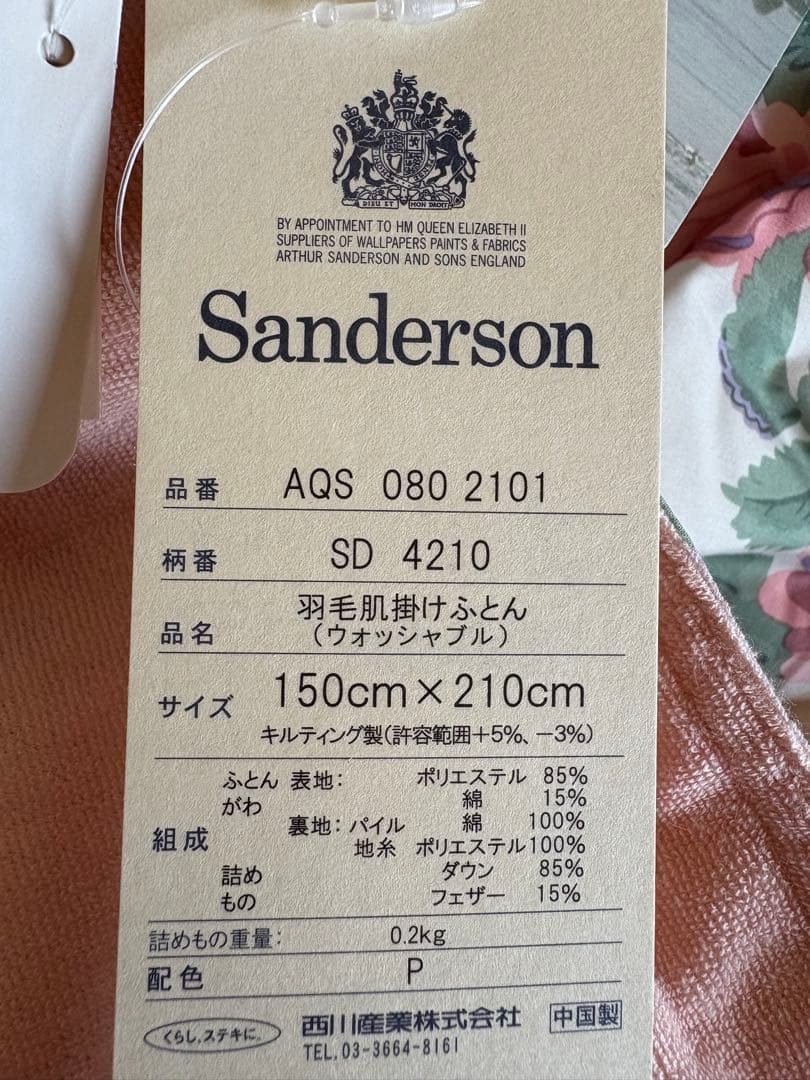 DIEU ET MON DROIT
BY APPOINTMENT TO HM QUEEN ELIZABETH II
SUPPLIERS OF WALLPAPERS PAINTS & FABRICS
ARTHUR SANDERSON AND SONS ENGLAND
Sanderson
品番 AQS 080 2101
柄番 SD 4210
品名 羽毛肌掛けふとん
(ウォッシャブル)
サイズ 150cm×210cm
キルティング製(許容範囲+5%、-3%)
組成
ふとん 表地: ポリエステル 85%
がわ 綿 15%
裏地: パイル 綿 100%
地糸 ポリエステル100%
詰め ダウン 85%
もの フェザー 15%
詰めもの重量: 0.2kg
配色 P
くらし、ステキに。 西川産業株式会社 中国製
TEL.03-3664-8161